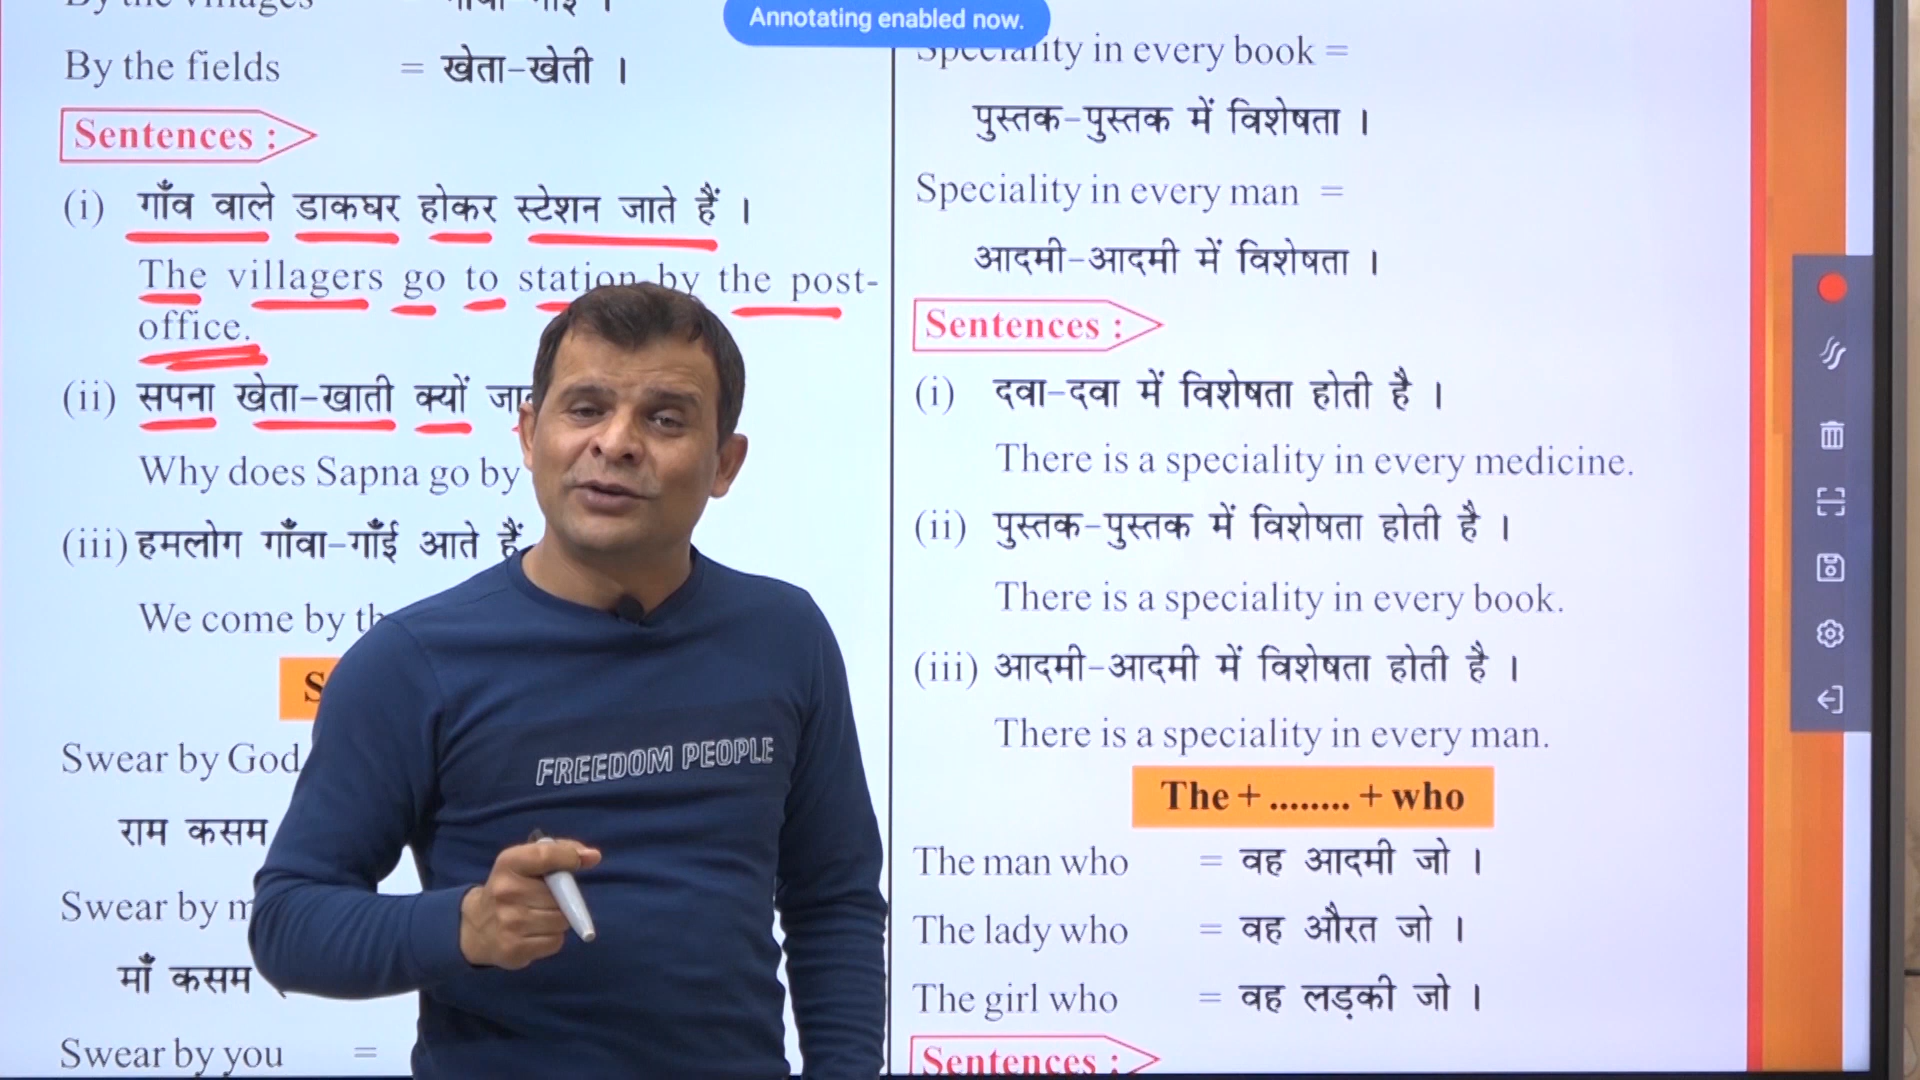 Annotating enabled now.
By the villages
By the fields = खेता-खेती ।
Sentences :
(i) गाँव वाले डाकघर होकर स्टेशन जाते हैं ।
The villagers go to station by the post-
office.
(ii) सपना खेता-खाती क्यों
Why does Sapna go by
(iii) हमलोग गाँवा-गाँई आते हैं
We come by
Swear by God
राम कसम
Swear by
माँ कसम
Swear by you =
FREEDOM PEOPLE
Speciality in every book =
पुस्तक-पुस्तक में विशेषता ।
Speciality in every man =
आदमी-आदमी में विशेषता ।
Sentences :
(i) दवा-दवा में विशेषता होती है ।
There is a speciality in every medicine.
(ii) पुस्तक-पुस्तक में विशेषता होती है ।
There is a speciality in every book.
(iii) आदमी-आदमी में विशेषता होती है ।
There is a speciality in every man.
The + ........ + who
The man who = वह आदमी जो ।
The lady who = वह औरत जो ।
The girl who = वह लड़की जो ।
Sentences :